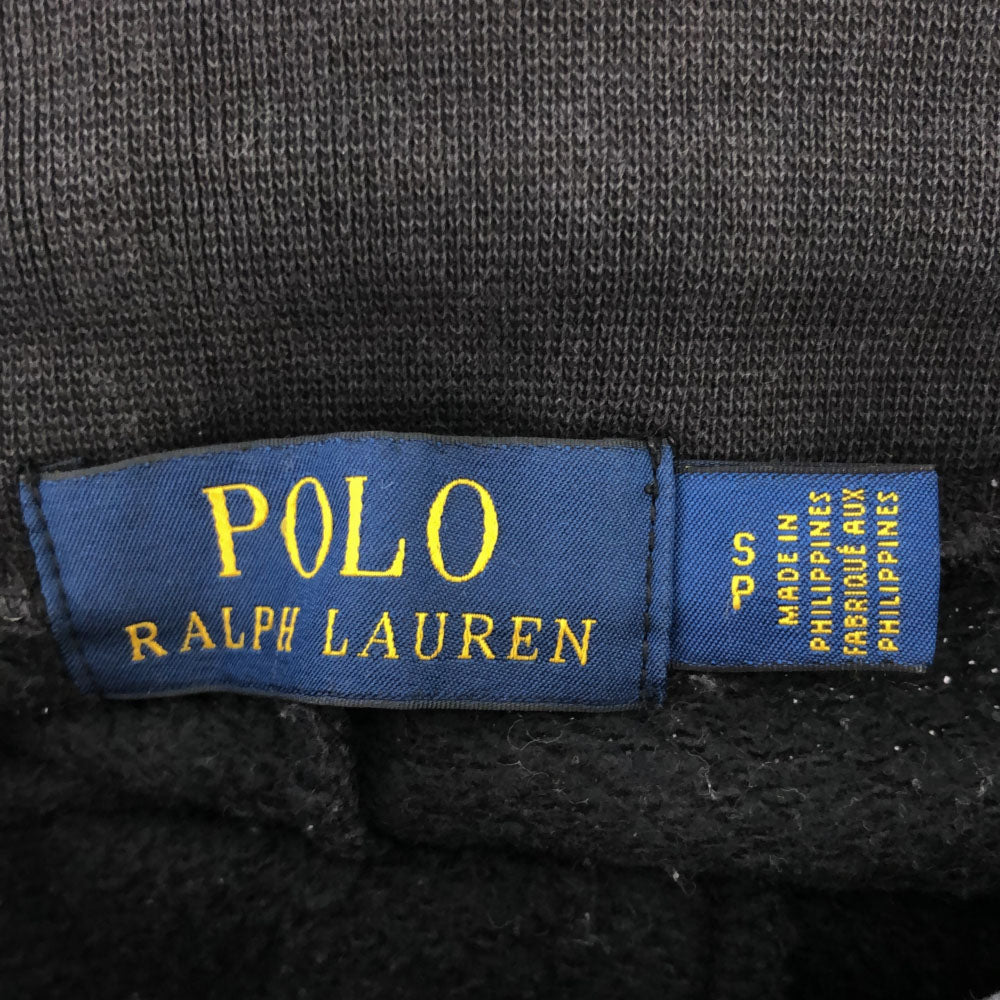 POLO
RALPH LAUREN
S
P
MADE IN
PHILIPPINES
FABRIQUÉ AUX
PHILIPPINES